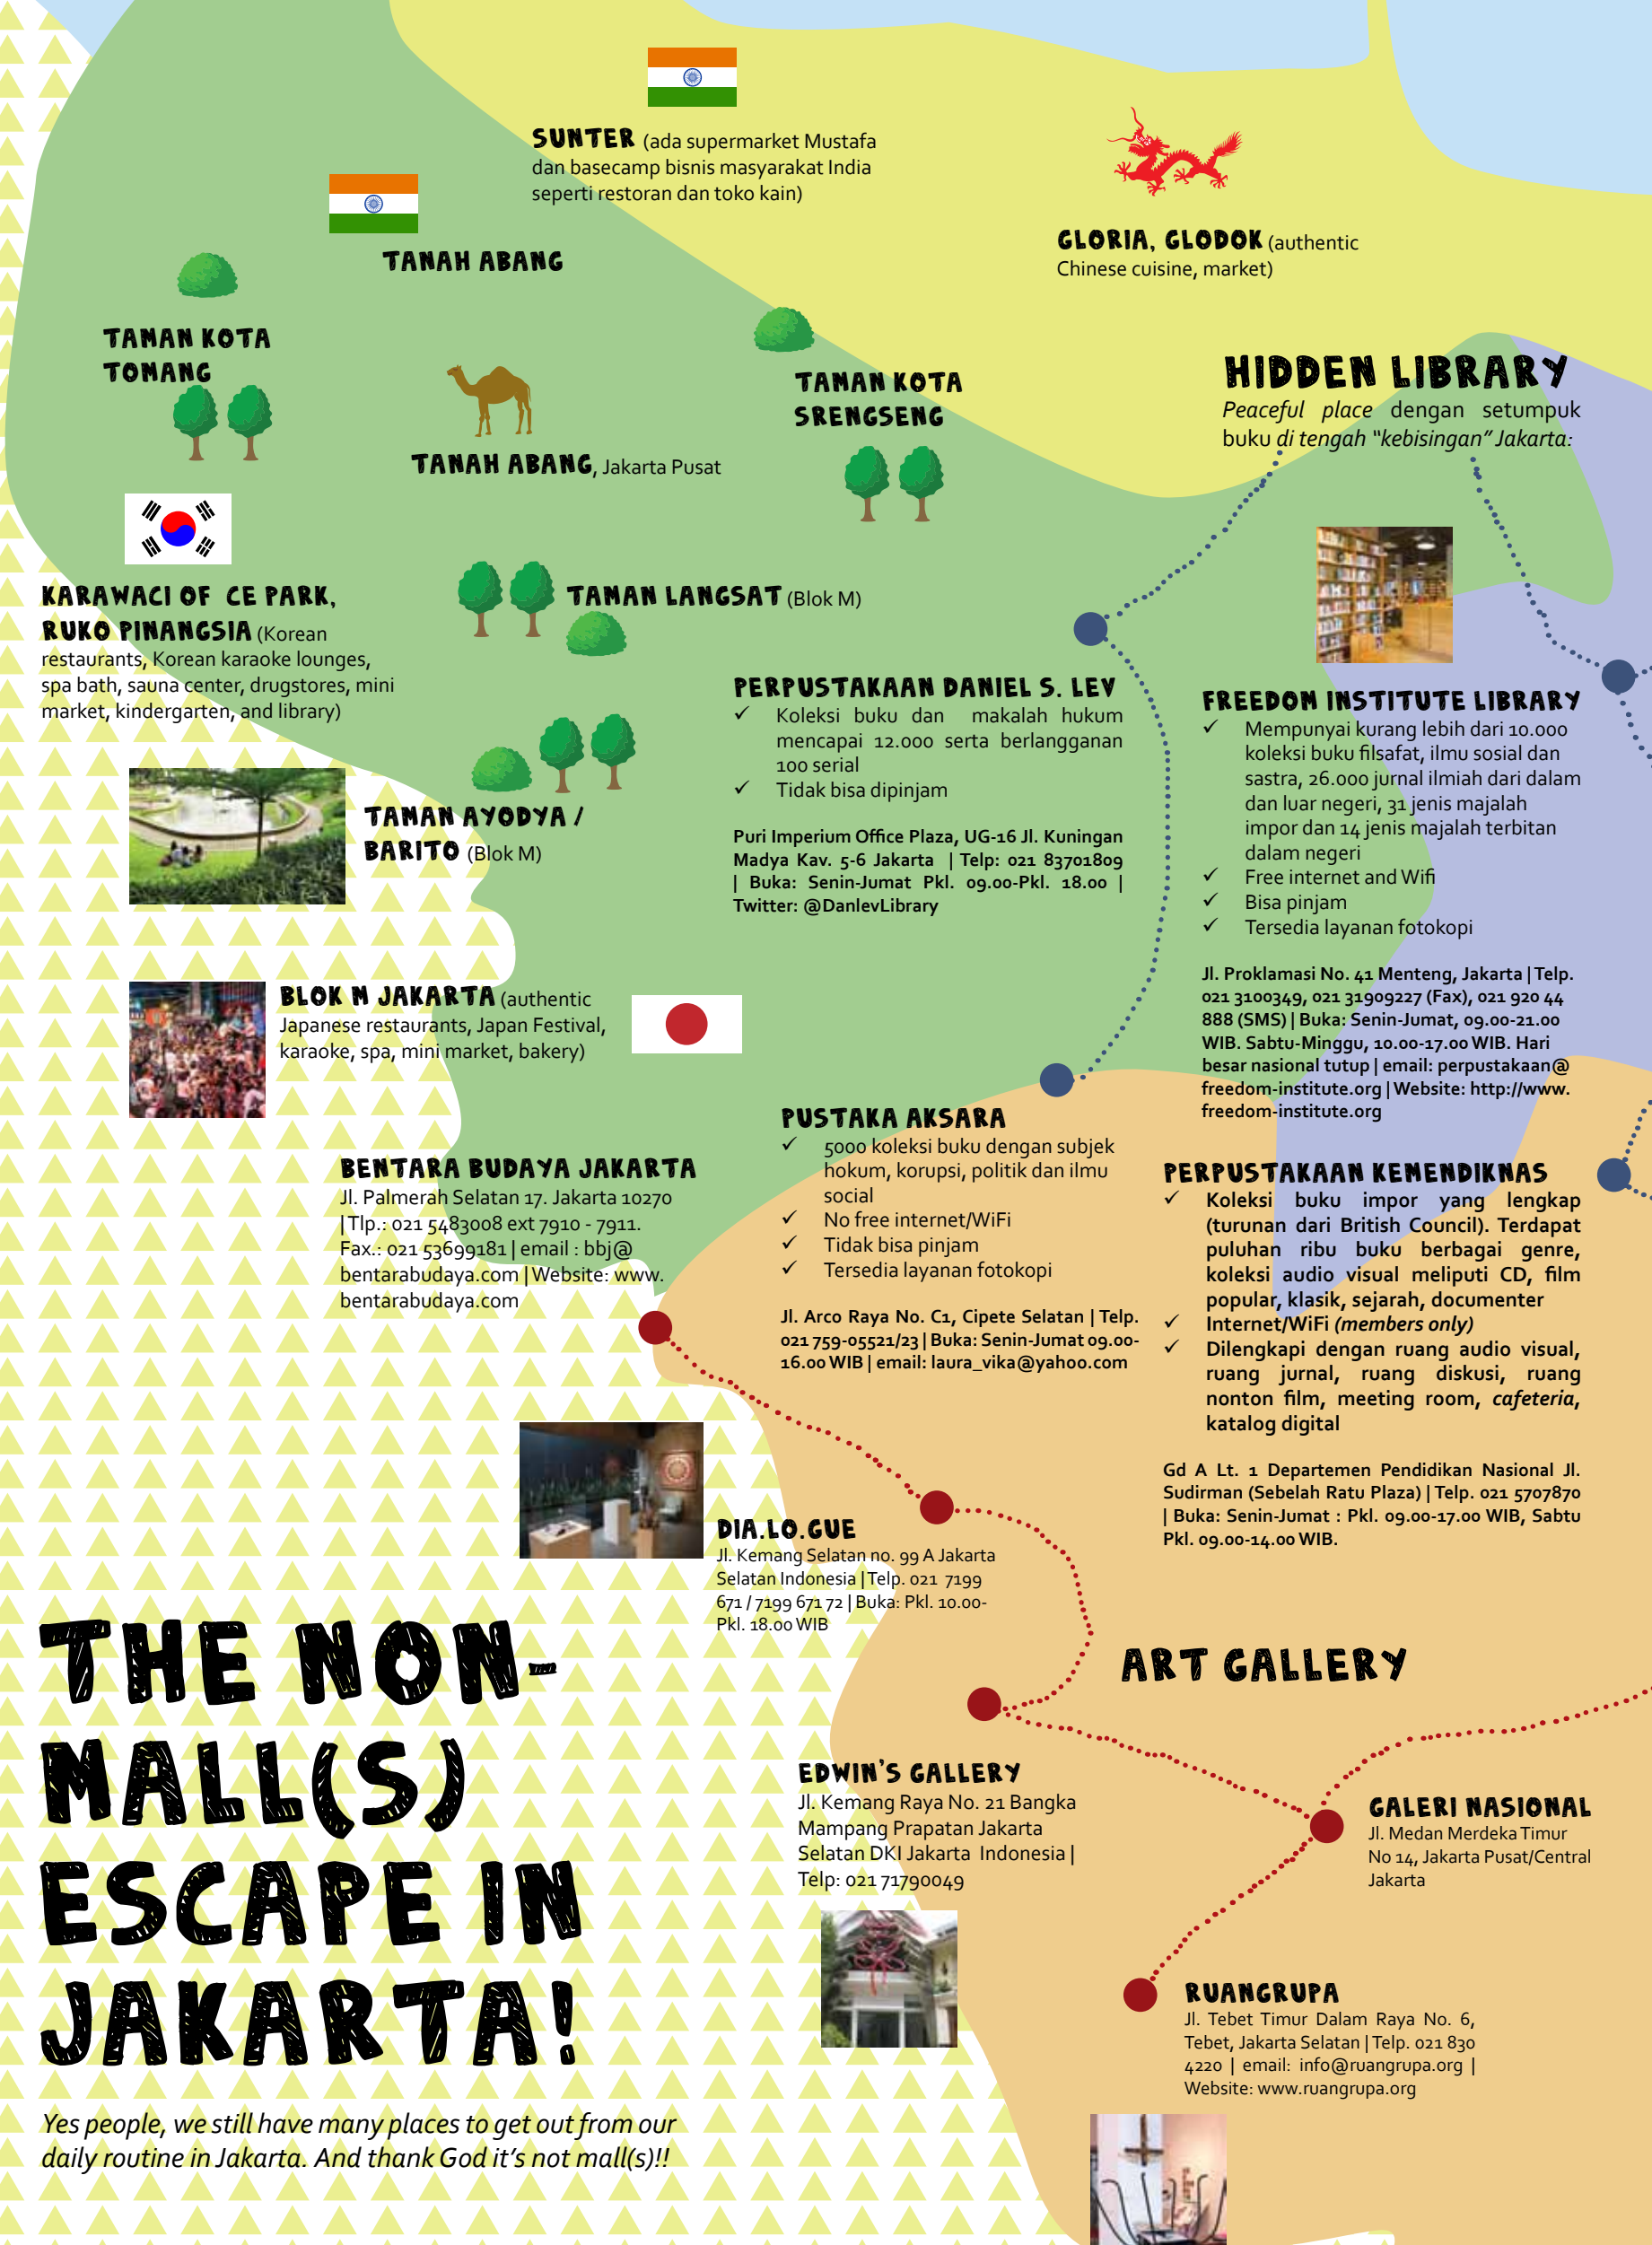 SUNTER (ada supermarket Mustafa
dan basecamp bisnis masyarakat India
seperti restoran dan toko kain)
GLORIA, GLODOK (authentic
Chinese cuisine, market)
TANAH ABANG
TAMAN KOTA
TOMANG
TANAH ABANG, Jakarta Pusat
TAMAN KOTA
SRENGSENG
HIDDEN LIBRARY
Peaceful place dengan setumpuk
buku di tengah “kebisingan” Jakarta:
KARAWACI OF CE PARK,
RUKO PINANGSIA (Korean
restaurants, Korean karaoke lounges,
spa bath, sauna center, drugstores, mini
market, kindergarten, and library)
TAMAN LANGSAT (Blok M)
TAMAN AYODYA /
BARITO (Blok M)
PERPUSTAKAAN DANIEL S. LEV
✓ Koleksi buku dan makalah hukum
mencapai 12.000 serta berlangganan
100 serial
✓ Tidak bisa dipinjam
Puri Imperium Office Plaza, UG-16 Jl. Kuningan
Madya Kav. 5-6 Jakarta | Telp: 021 83701809
| Buka: Senin-Jumat Pkl. 09.00-Pkl. 18.00 |
Twitter: @DanlevLibrary
FREEDOM INSTITUTE LIBRARY
✓ Mempunyai kurang lebih dari 10.000
koleksi buku filsafat, ilmu sosial dan
sastra, 26.000 jurnal ilmiah dari dalam
dan luar negeri, 31 jenis majalah
impor dan 14 jenis majalah terbitan
dalam negeri
✓ Free internet and Wifi
✓ Bisa pinjam
✓ Tersedia layanan fotokopi
Jl. Proklamasi No. 41 Menteng, Jakarta | Telp.
021 3100349, 021 31909227 (Fax), 021 920 44
888 (SMS) | Buka: Senin-Jumat, 09.00-21.00
WIB. Sabtu-Minggu, 10.00-17.00 WIB. Hari
besar nasional tutup | email: perpustakaan@
freedom-institute.org | Website: http://www.
freedom-institute.org
BLOK M JAKARTA (authentic
Japanese restaurants, Japan Festival,
karaoke, spa, mini market, bakery)
BENTARA BUDAYA JAKARTA
Jl. Palmerah Selatan 17. Jakarta 10270
| Tlp.: 021 5483008 ext 7910 - 7911.
Fax.: 021 53699181 | email : bbj@
bentarabudaya.com | Website: www.
bentarabudaya.com
PUSTAKA AKSARA
✓ 5000 koleksi buku dengan subjek
hokum, korupsi, politik dan ilmu
social
✓ No free internet/WiFi
✓ Tidak bisa pinjam
✓ Tersedia layanan fotokopi
Jl. Arco Raya No. C1, Cipete Selatan | Telp.
021 759-05521/23 | Buka: Senin-Jumat 09.00-
16.00 WIB | email: laura_vika@yahoo.com
PERPUSTAKAAN KEMENDIKNAS
✓ Koleksi buku impor yang lengkap
(turunan dari British Council). Terdapat
puluhan ribu buku berbagai genre,
koleksi audio visual meliputi CD, film
popular, klasik, sejarah, documenter
✓ Internet/WiFi (members only)
✓ Dilengkapi dengan ruang audio visual,
ruang jurnal, ruang diskusi, ruang
nonton film, meeting room, cafeteria,
katalog digital
Gd A Lt. 1 Departemen Pendidikan Nasional Jl.
Sudirman (Sebelah Ratu Plaza) | Telp. 021 5707870
| Buka: Senin-Jumat : Pkl. 09.00-17.00 WIB, Sabtu
Pkl. 09.00-14.00 WIB.
DIA.LO.GUE
Jl. Kemang Selatan no. 99 A Jakarta
Selatan Indonesia | Telp. 021 7199
671 / 7199 671 72 | Buka: Pkl. 10.00-
Pkl. 18.00 WIB
ART GALLERY
EDWIN'S GALLERY
Jl. Kemang Raya No. 21 Bangka
Mampang Prapatan Jakarta
Selatan DKI Jakarta Indonesia |
Telp: 021 71790049
GALERI NASIONAL
Jl. Medan Merdeka Timur
No 14, Jakarta Pusat/Central
Jakarta
RUANGRUPA
Jl. Tebet Timur Dalam Raya No. 6,
Tebet, Jakarta Selatan | Telp. 021 830
4220 | email: info@ruangrupa.org |
Website: www.ruangrupa.org
THE NON-
MALL(S)
ESCAPE IN
JAKARTA!
Yes people, we still have many places to get out from our
daily routine in Jakarta. And thank God it's not mall(s)!!